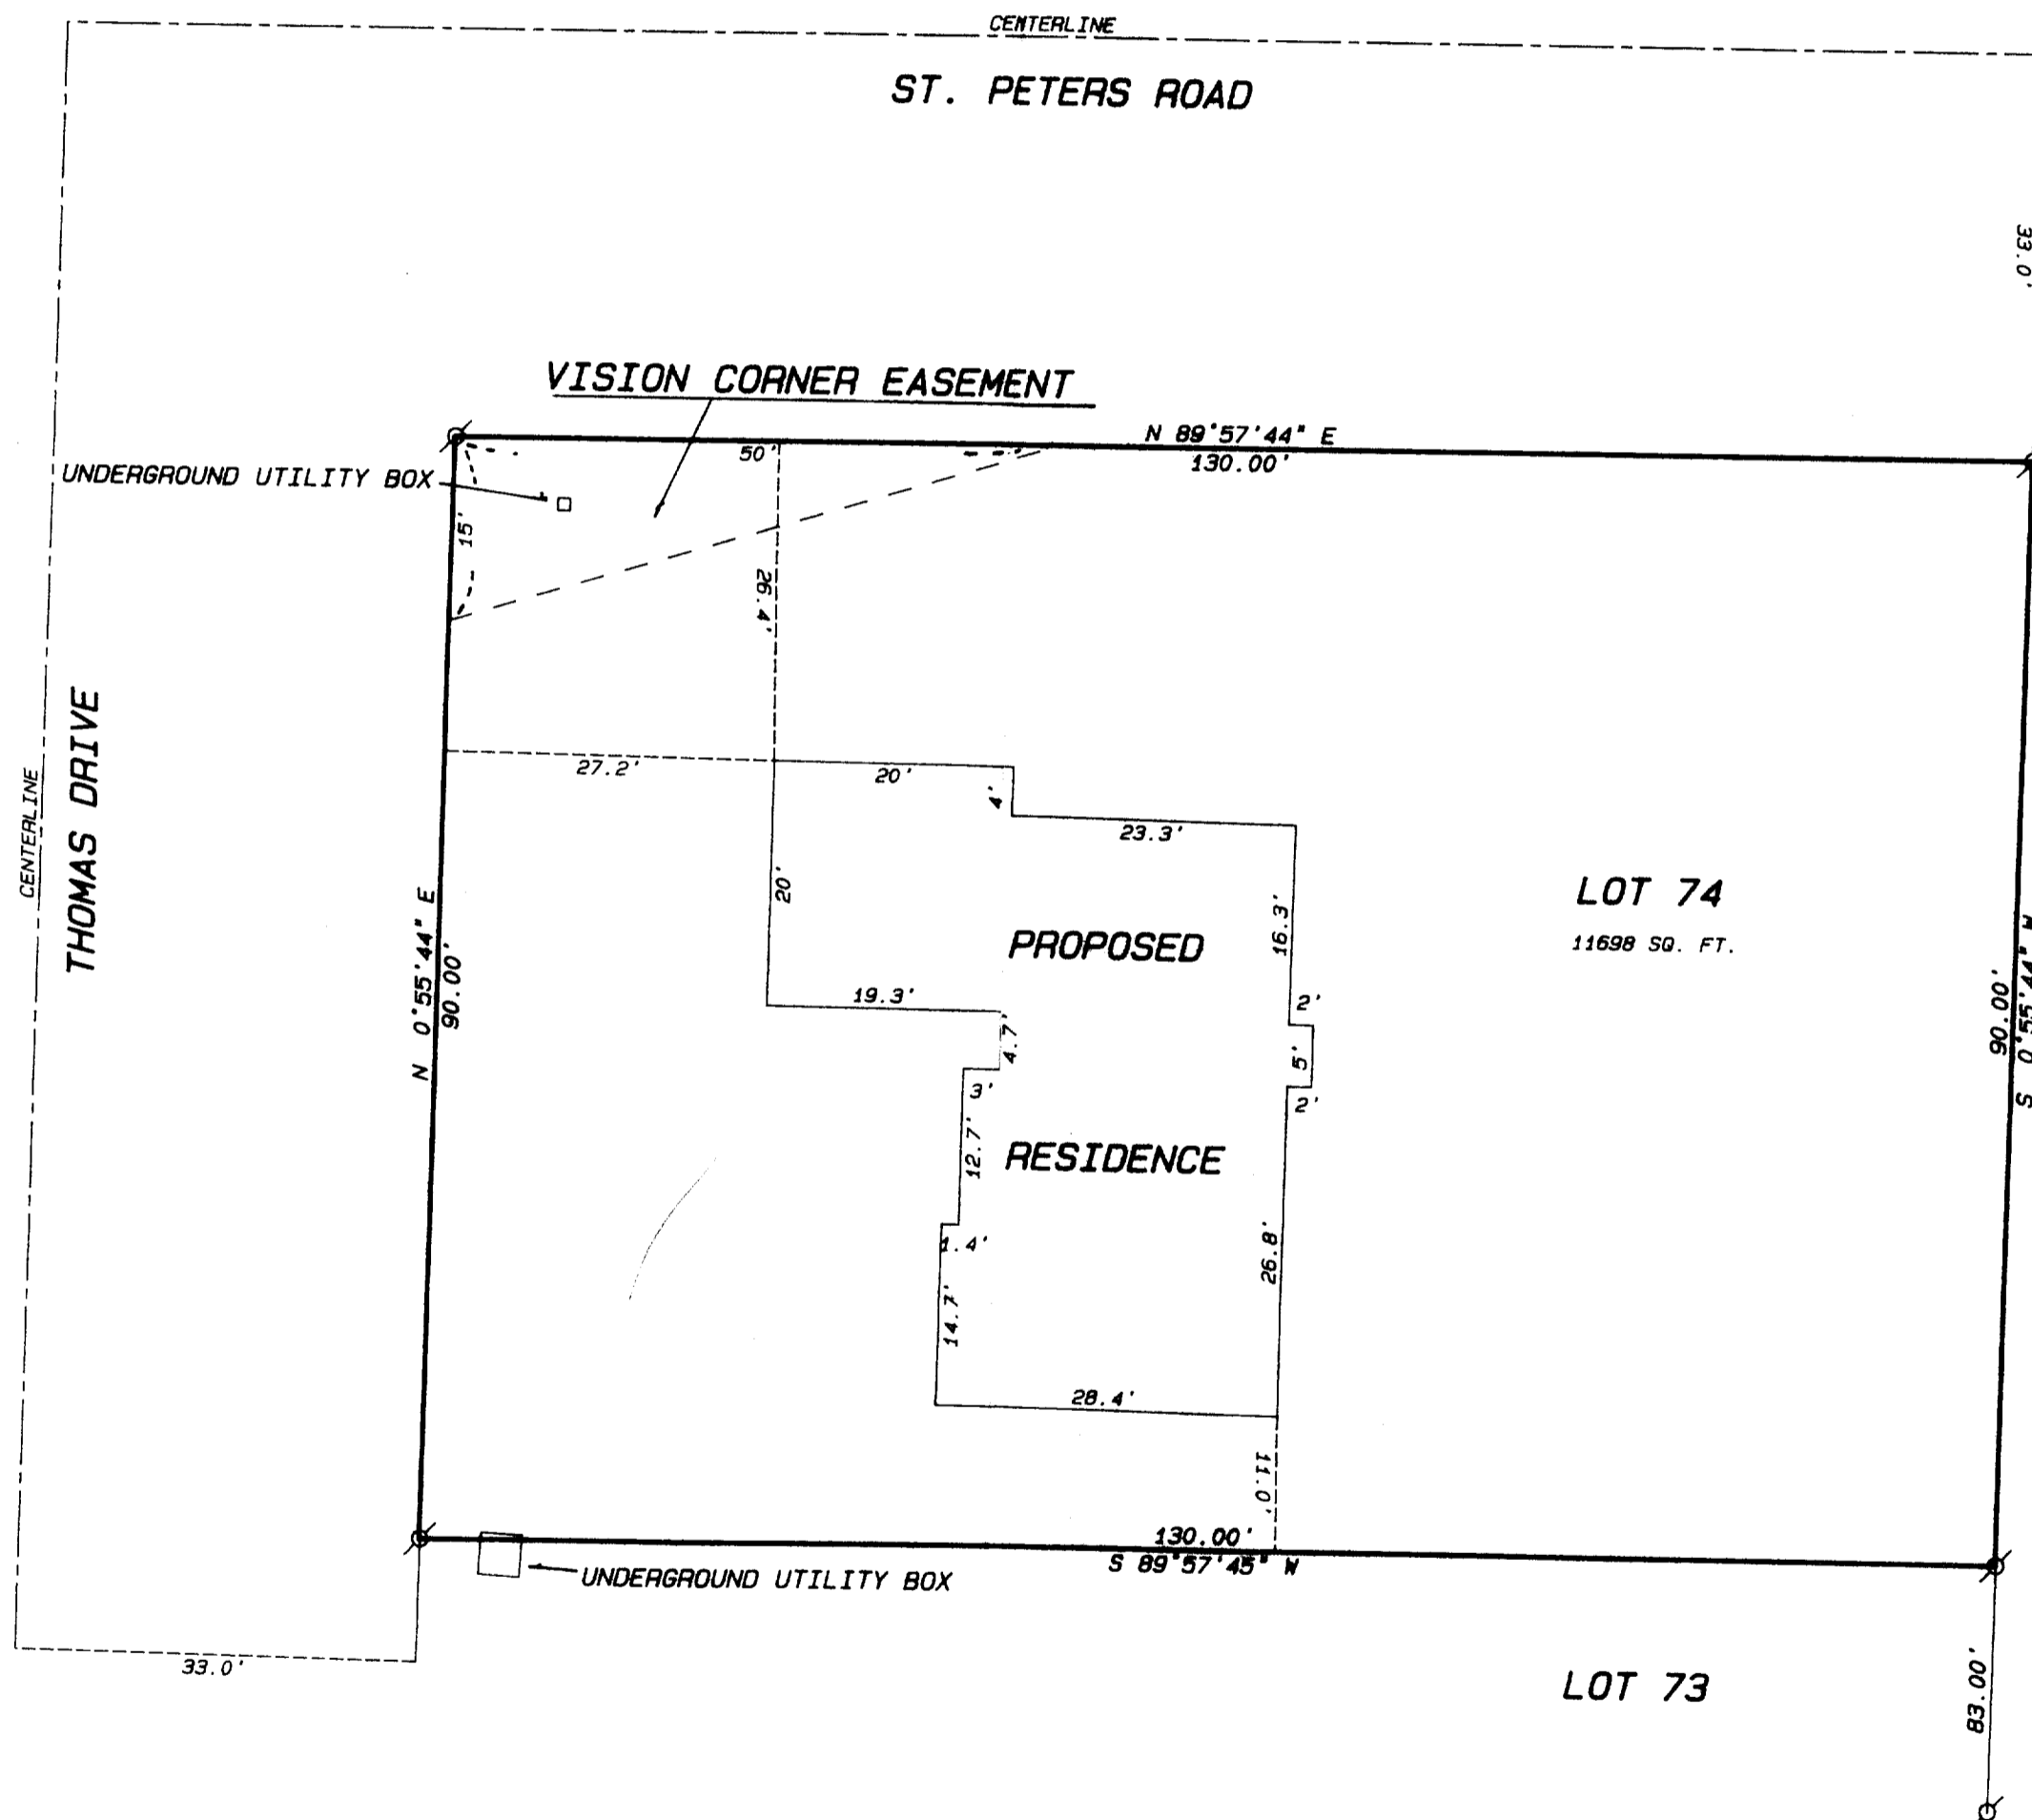 CENTERLINE
ST. PETERS ROAD
33.0'
VISION CORNER EASEMENT
N 89°57'44" E
130.00'
50'
UNDERGROUND UTILITY BOX
15'
26.4'
27.2'
20'
4'
23.3'
CENTERLINE
THOMAS DRIVE
N 0°55'44" E
90.00'
20'
16.3'
PROPOSED
LOT 74
11698 SQ. FT.
19.3'
4.7'
2'
5'
2'
3'
12.7'
RESIDENCE
1.4'
14.7'
26.8'
28.4'
11.0'
90.00'
S 0°55'44" W
130.00'
S 89°57'45" W
UNDERGROUND UTILITY BOX
33.0'
LOT 73
83.00'